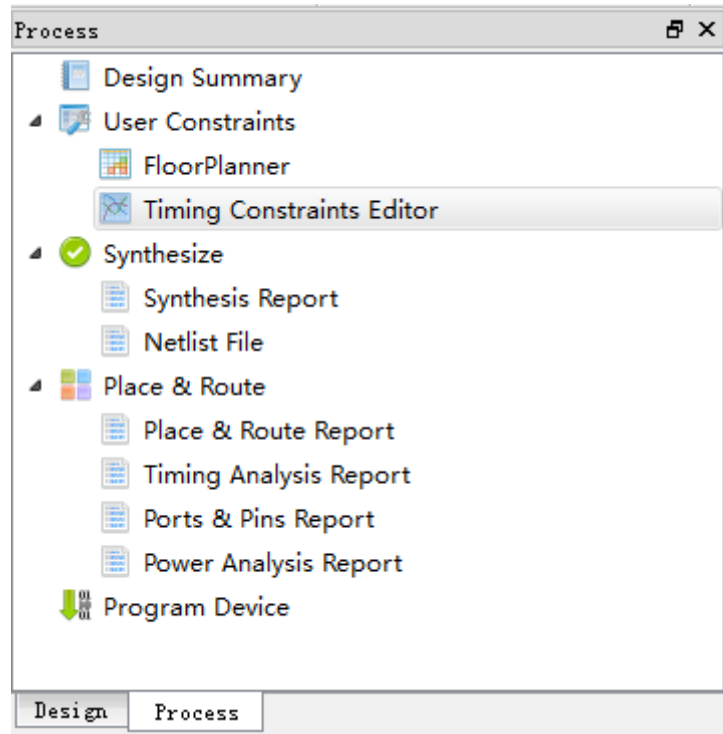 Process
Design Summary
User Constraints
FloorPlanner
Timing Constraints Editor
Synthesize
Synthesis Report
Netlist File
Place & Route
Place & Route Report
Timing Analysis Report
Ports & Pins Report
Power Analysis Report
Program Device
Design Process